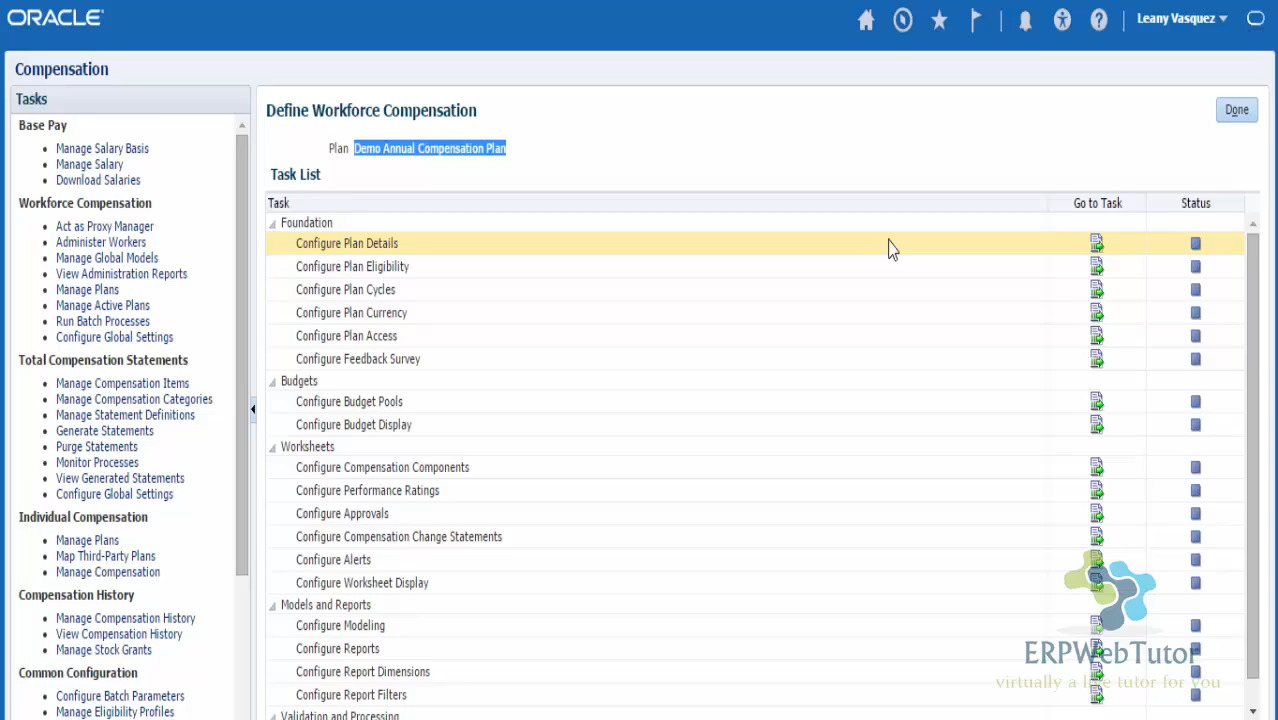 ORACLE
Leany Vasquez
Compensation
Tasks
Base Pay
Manage Salary Basis
Manage Salary
Download Salaries
Workforce Compensation
Act as Proxy Manager
Administer Workers
Manage Global Models
View Administration Reports
Manage Plans
Manage Active Plans
Run Batch Processes
Configure Global Settings
Total Compensation Statements
Manage Compensation Items
Manage Compensation Categories
Manage Statement Definitions
Generate Statements
Purge Statements
Monitor Processes
View Generated Statements
Configure Global Settings
Individual Compensation
Manage Plans
Map Third-Party Plans
Manage Compensation
Compensation History
Manage Compensation History
View Compensation History
Manage Stock Grants
Common Configuration
Configure Batch Parameters
Manage Eligibility Profiles
Define Workforce Compensation
Done
Plan Demo Annual Compensation Plan
Task List
Task Go to Task Status
Foundation
Configure Plan Details
Configure Plan Eligibility
Configure Plan Cycles
Configure Plan Currency
Configure Plan Access
Configure Feedback Survey
Budgets
Configure Budget Pools
Configure Budget Display
Worksheets
Configure Compensation Components
Configure Performance Ratings
Configure Approvals
Configure Compensation Change Statements
Configure Alerts
Configure Worksheet Display
Models and Reports
Configure Modeling
Configure Reports
Configure Report Dimensions
Configure Report Filters
Validation and Processing
ERPWebTutor
virtually a live tutor for you